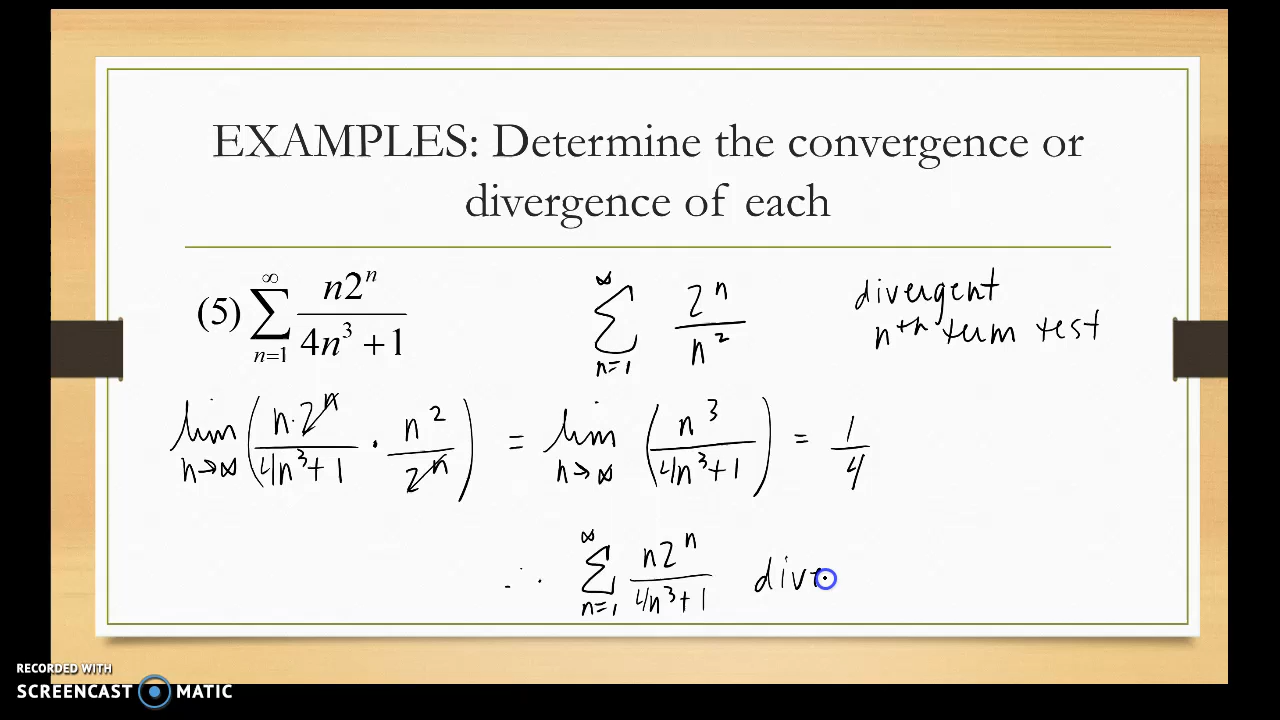 EXAMPLES: Determine the convergence or
divergence of each
(5) ∑_{n=1}^{∞} n2^n / (4n^3 + 1)
∑_{n=1}^{∞} 2^n / n^2
divergent
n^th term test
lim_{n→∞} (n·2^n / (4n^3+1) · n^2 / 2^n) = lim_{n→∞} (n^3 / (4n^3+1)) = 1/4
∴ ∑_{n=1}^{∞} n2^n / (4n^3+1) dive
RECORDED WITH
SCREENCAST MATIC